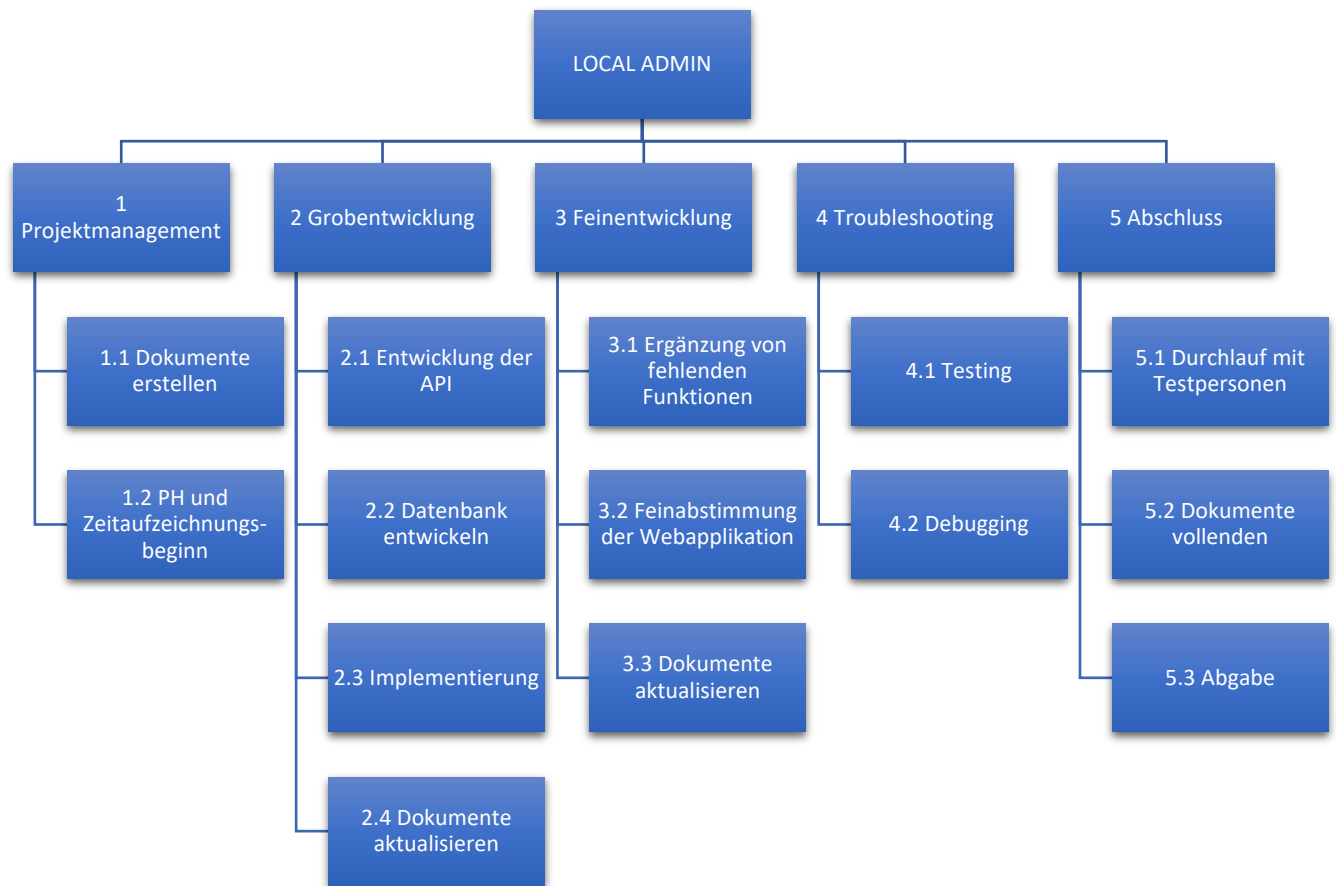 LOCAL ADMIN
1
Projektmanagement
2 Grobentwicklung
3 Feinentwicklung
4 Troubleshooting
5 Abschluss
1.1 Dokumente
erstellen
1.2 PH und
Zeitaufzeichnungs-
beginn
2.1 Entwicklung der
API
2.2 Datenbank
entwickeln
2.3 Implementierung
2.4 Dokumente
aktualisieren
3.1 Ergänzung von
fehlenden
Funktionen
3.2 Feinabstimmung
der Webapplikation
3.3 Dokumente
aktualisieren
4.1 Testing
4.2 Debugging
5.1 Durchlauf mit
Testpersonen
5.2 Dokumente
vollenden
5.3 Abgabe